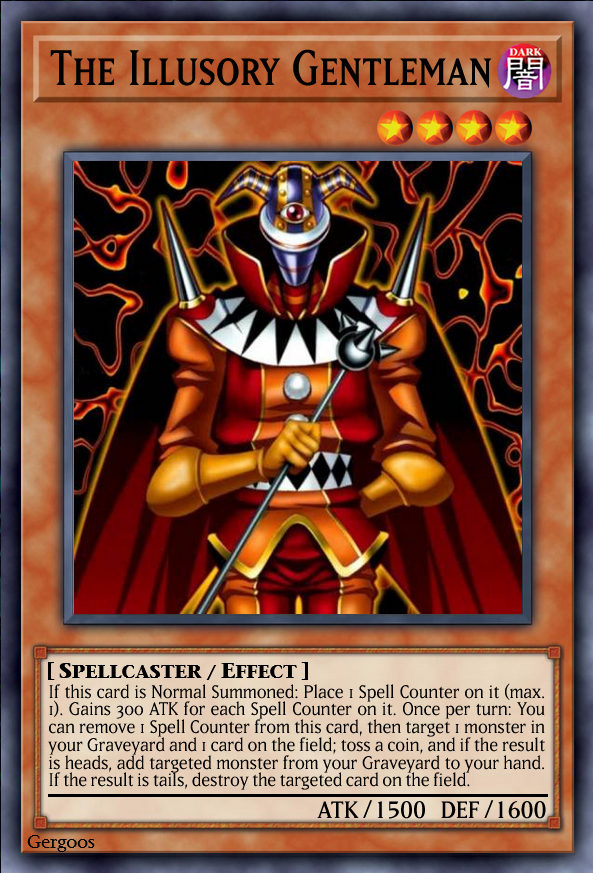 The Illusory Gentleman
DARK
闇
[ Spellcaster / Effect ]
If this card is Normal Summoned: Place 1 Spell Counter on it (max.
1). Gains 300 ATK for each Spell Counter on it. Once per turn: You
can remove 1 Spell Counter from this card, then target 1 monster in
your Graveyard and 1 card on the field; toss a coin, and if the result
is heads, add targeted monster from your Graveyard to your hand.
If the result is tails, destroy the targeted card on the field.
ATK/1500 DEF/1600
Gergoos